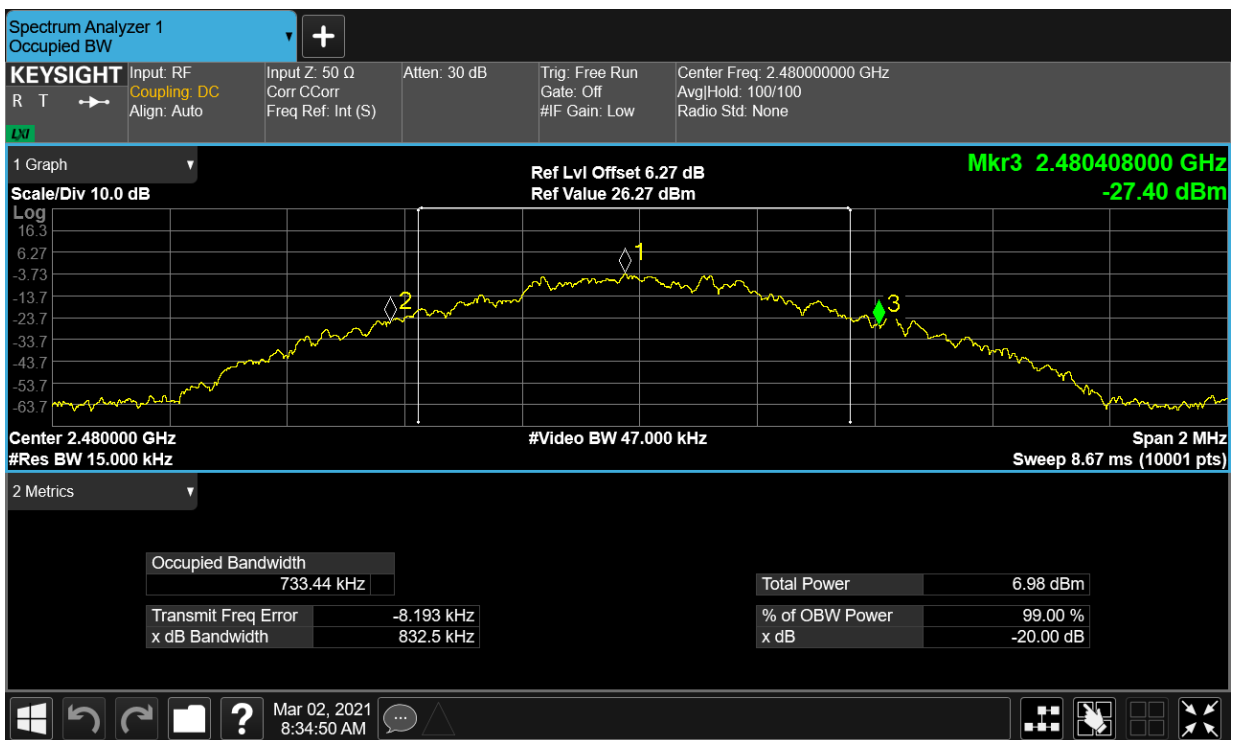 Spectrum Analyzer 1
Occupied BW
KEYSIGHT
R T
LXI
Input: RF
Coupling: DC
Align: Auto
Input Z: 50 Ω
Corr CCorr
Freq Ref: Int (S)
Atten: 30 dB
Trig: Free Run
Gate: Off
#IF Gain: Low
Center Freq: 2.480000000 GHz
Avg|Hold: 100/100
Radio Std: None
1 Graph
Ref Lvl Offset 6.27 dB
Mkr3 2.480408000 GHz
Scale/Div 10.0 dB
Ref Value 26.27 dBm
-27.40 dBm
Log
16.3
6.27
-3.73
-13.7
-23.7
-33.7
-43.7
-53.7
-63.7
1
2
3
Center 2.480000 GHz
#Video BW 47.000 kHz
Span 2 MHz
#Res BW 15.000 kHz
Sweep 8.67 ms (10001 pts)
2 Metrics
Occupied Bandwidth
733.44 kHz
Total Power 6.98 dBm
Transmit Freq Error -8.193 kHz
% of OBW Power 99.00 %
x dB Bandwidth 832.5 kHz
x dB -20.00 dB
?
Mar 02, 2021
8:34:50 AM